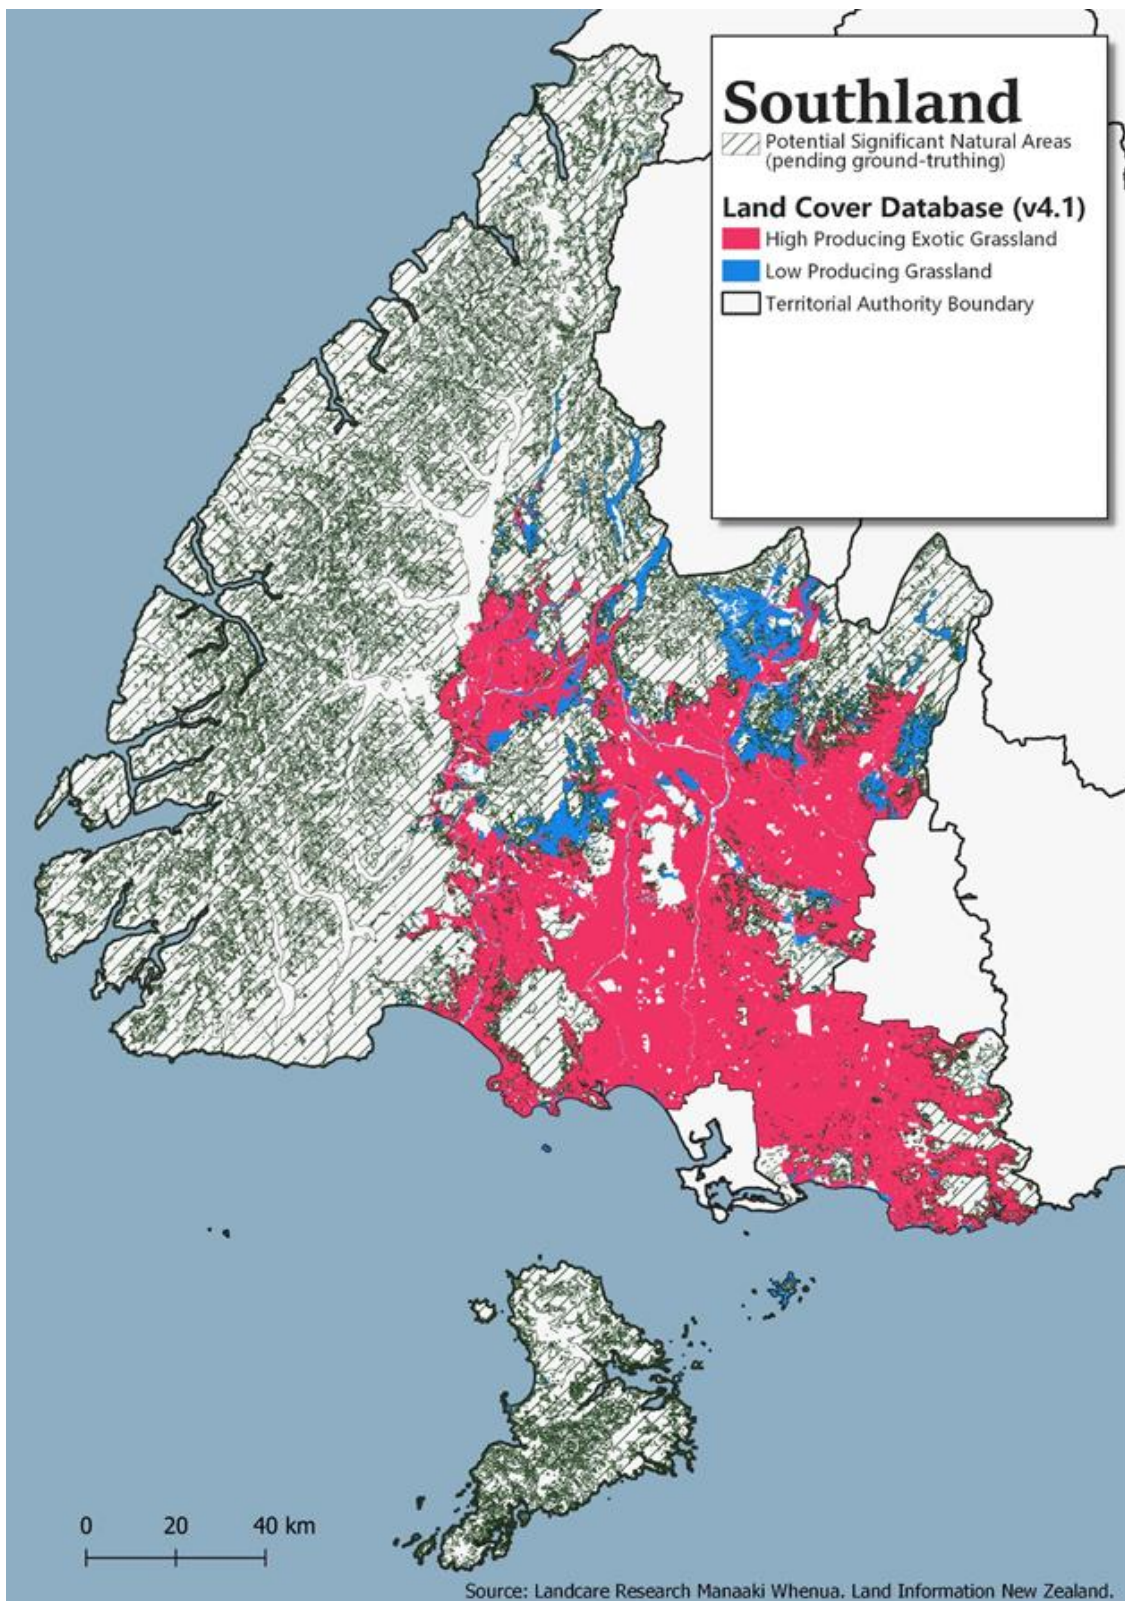 Southland
Potential Significant Natural Areas
(pending ground-truthing)
Land Cover Database (v4.1)
High Producing Exotic Grassland
Low Producing Grassland
Territorial Authority Boundary
0 20 40 km
Source: Landcare Research Manaaki Whenua. Land Information New Zealand.